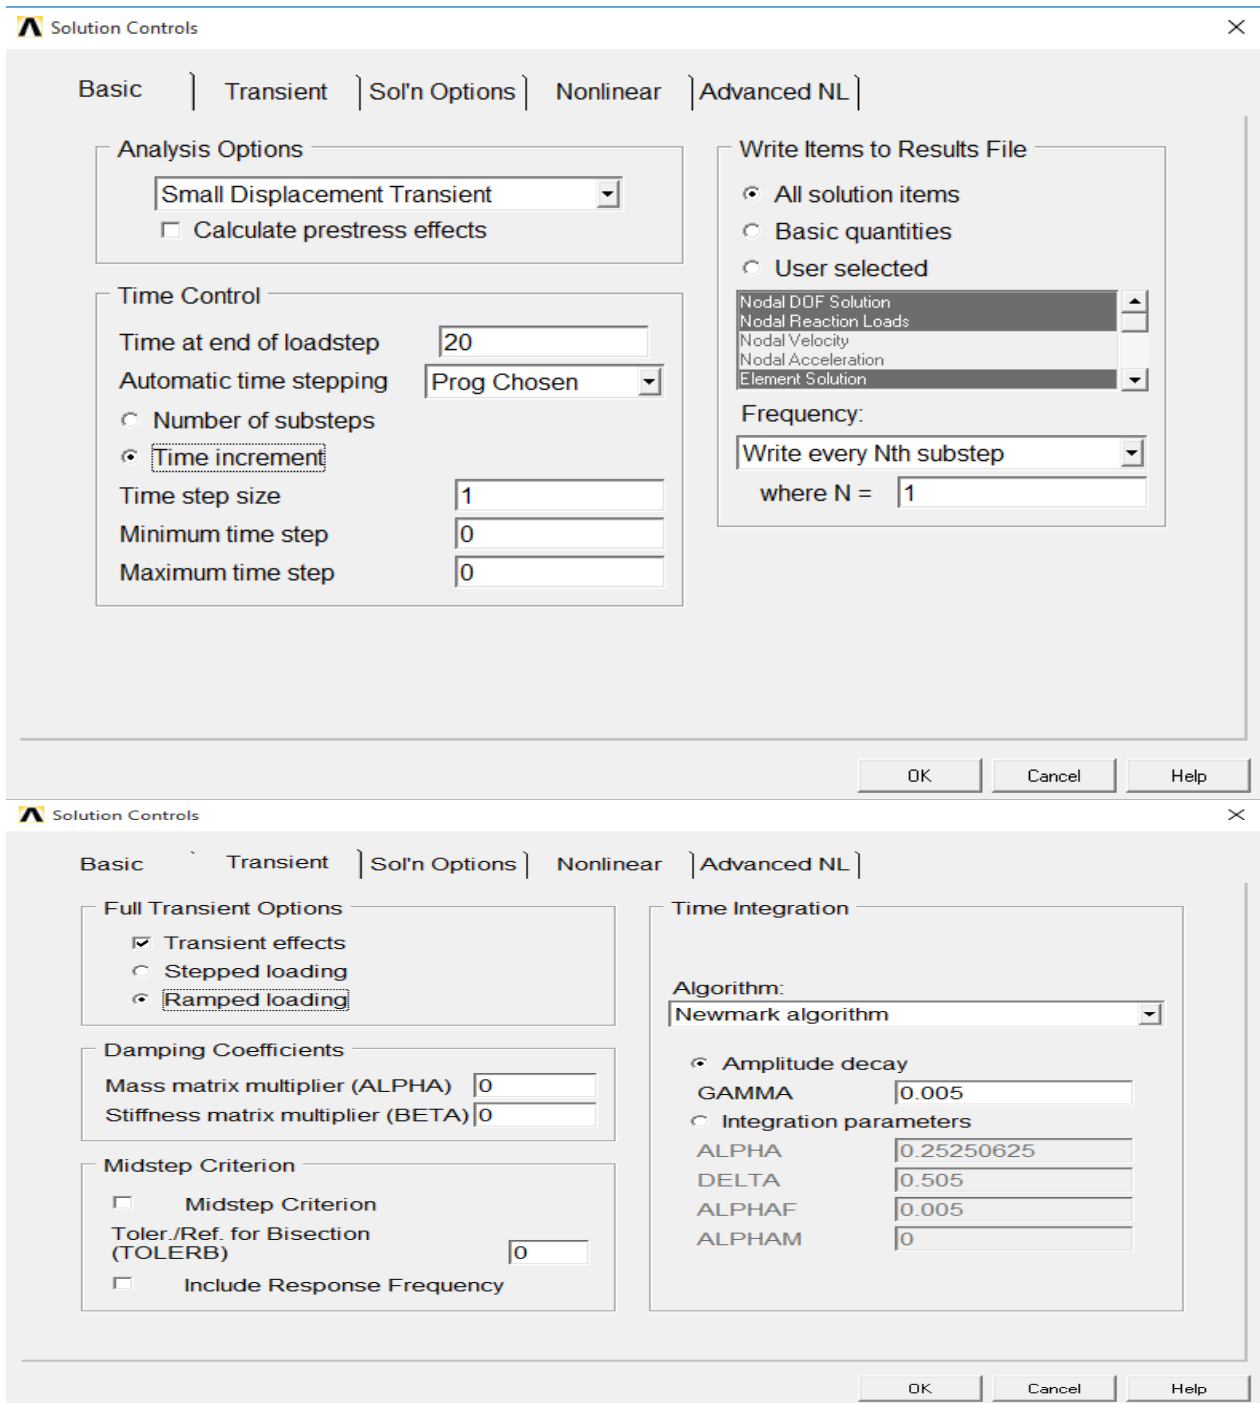 Solution Controls
Basic Transient Sol'n Options Nonlinear Advanced NL
Analysis Options
Small Displacement Transient
Calculate prestress effects
Time Control
Time at end of loadstep 20
Automatic time stepping Prog Chosen
Number of substeps
Time increment
Time step size 1
Minimum time step 0
Maximum time step 0
Write Items to Results File
All solution items
Basic quantities
User selected
Nodal DOF Solution
Nodal Reaction Loads
Nodal Velocity
Nodal Acceleration
Element Solution
Frequency:
Write every Nth substep
where N = 1
OK Cancel Help
Solution Controls
Basic Transient Sol'n Options Nonlinear Advanced NL
Full Transient Options
Transient effects
Stepped loading
Ramped loading
Damping Coefficients
Mass matrix multiplier (ALPHA) 0
Stiffness matrix multiplier (BETA) 0
Midstep Criterion
Midstep Criterion
Toler./Ref. for Bisection
(TOLERB) 0
Include Response Frequency
Time Integration
Algorithm:
Newmark algorithm
Amplitude decay
GAMMA 0.005
Integration parameters
ALPHA 0.25250625
DELTA 0.505
ALPHAF 0.005
ALPHAM 0
OK Cancel Help